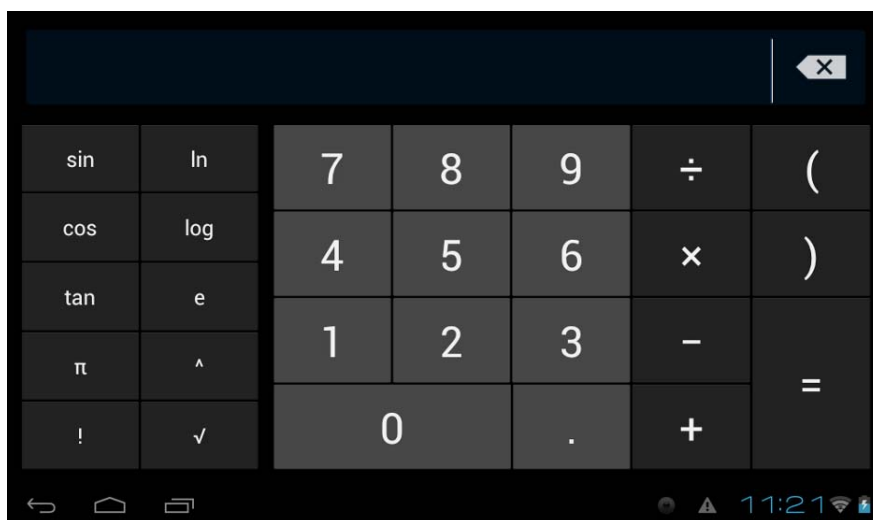 sin ln 7 8 9 ÷ (
cos log 4 5 6 × )
tan e 1 2 3 − =
π ^ 0 . +
! √
11:21